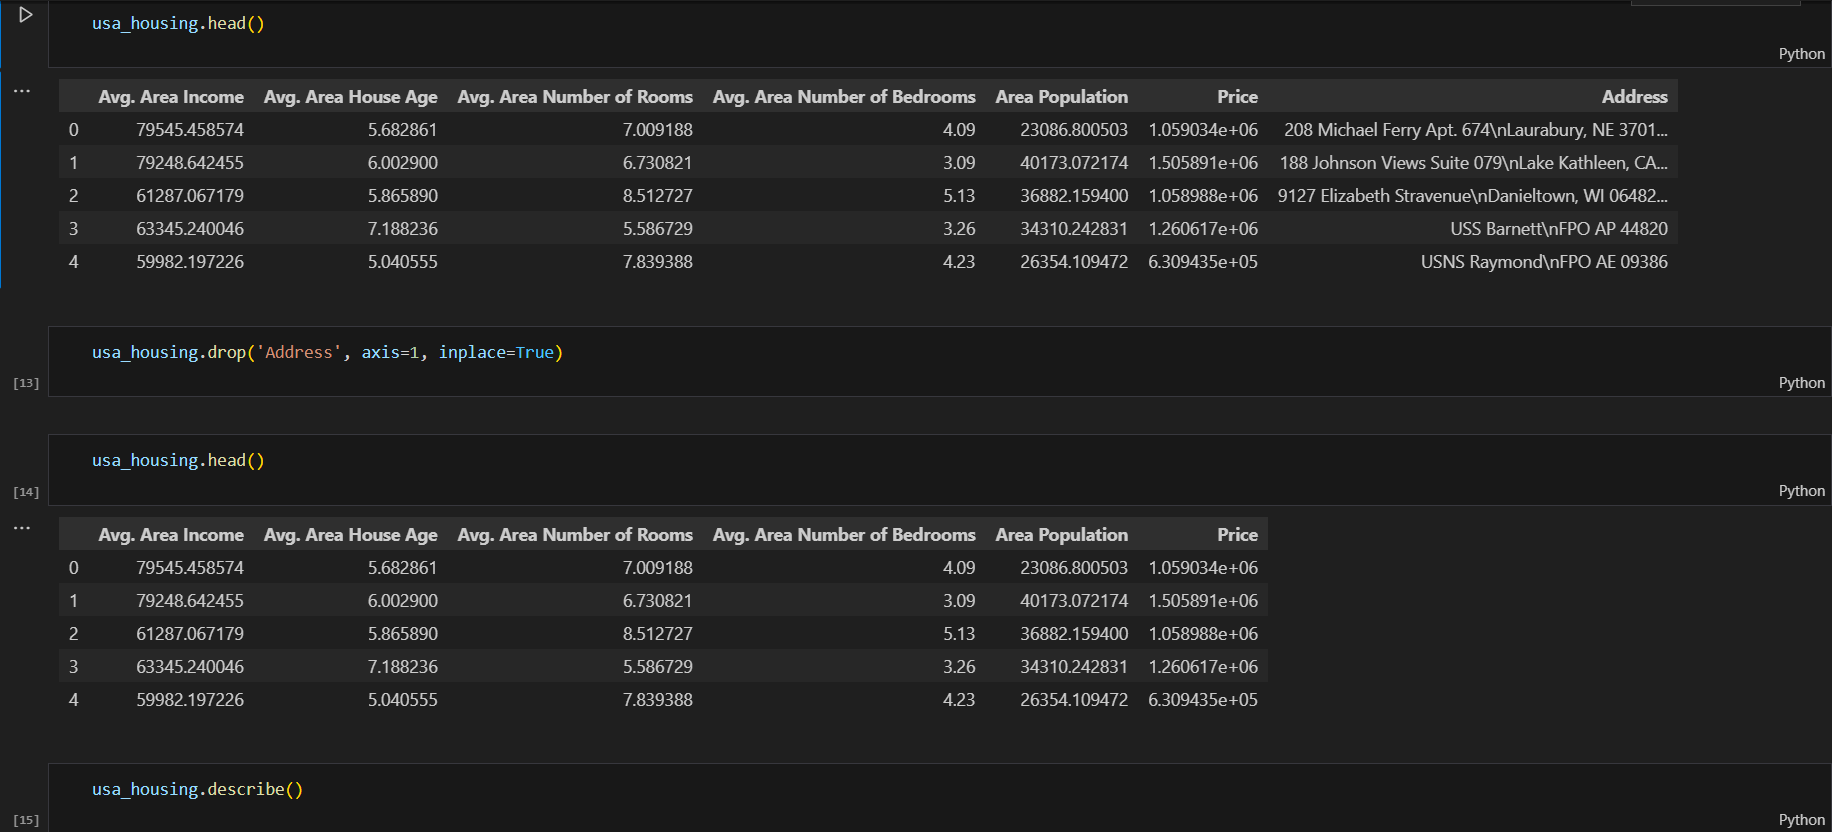 usa_housing.head()
Python
...
Avg. Area Income Avg. Area House Age Avg. Area Number of Rooms Avg. Area Number of Bedrooms Area Population Price Address
0 79545.458574 5.682861 7.009188 4.09 23086.800503 1.059034e+06 208 Michael Ferry Apt. 674\nLaurabury, NE 3701...
1 79248.642455 6.002900 6.730821 3.09 40173.072174 1.505891e+06 188 Johnson Views Suite 079\nLake Kathleen, CA...
2 61287.067179 5.865890 8.512727 5.13 36882.159400 1.058988e+06 9127 Elizabeth Stravenue\nDanieltown, WI 06482...
3 63345.240046 7.188236 5.586729 3.26 34310.242831 1.260617e+06 USS Barnett\nFPO AP 44820
4 59982.197226 5.040555 7.839388 4.23 26354.109472 6.309435e+05 USNS Raymond\nFPO AE 09386
usa_housing.drop('Address', axis=1, inplace=True)
[13] Python
usa_housing.head()
[14] Python
...
Avg. Area Income Avg. Area House Age Avg. Area Number of Rooms Avg. Area Number of Bedrooms Area Population Price
0 79545.458574 5.682861 7.009188 4.09 23086.800503 1.059034e+06
1 79248.642455 6.002900 6.730821 3.09 40173.072174 1.505891e+06
2 61287.067179 5.865890 8.512727 5.13 36882.159400 1.058988e+06
3 63345.240046 7.188236 5.586729 3.26 34310.242831 1.260617e+06
4 59982.197226 5.040555 7.839388 4.23 26354.109472 6.309435e+05
usa_housing.describe()
[15] Python